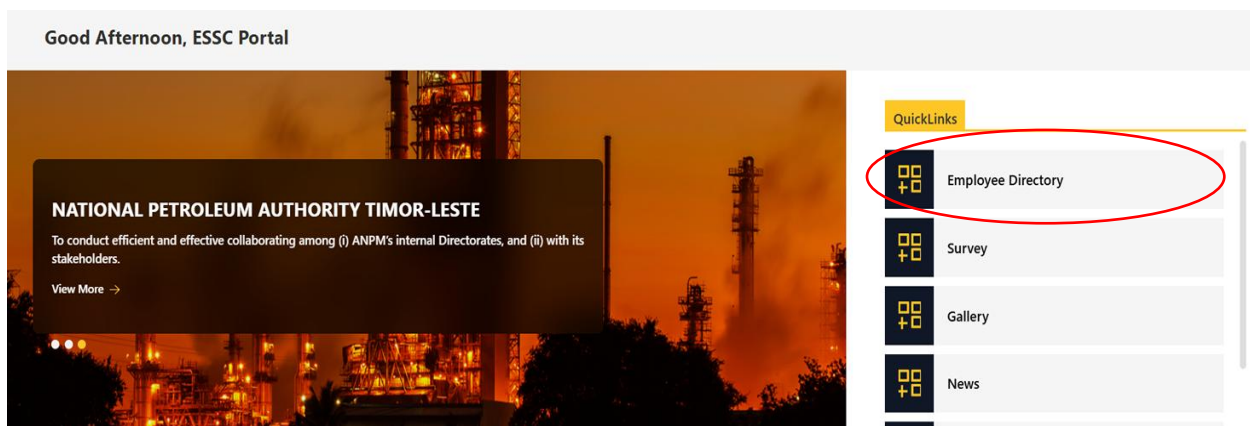 Good Afternoon, ESSC Portal
NATIONAL PETROLEUM AUTHORITY TIMOR-LESTE
To conduct efficient and effective collaborating among (i) ANPM's internal Directorates, and (ii) with its
stakeholders.
View More →
QuickLinks
Employee Directory
Survey
Gallery
News